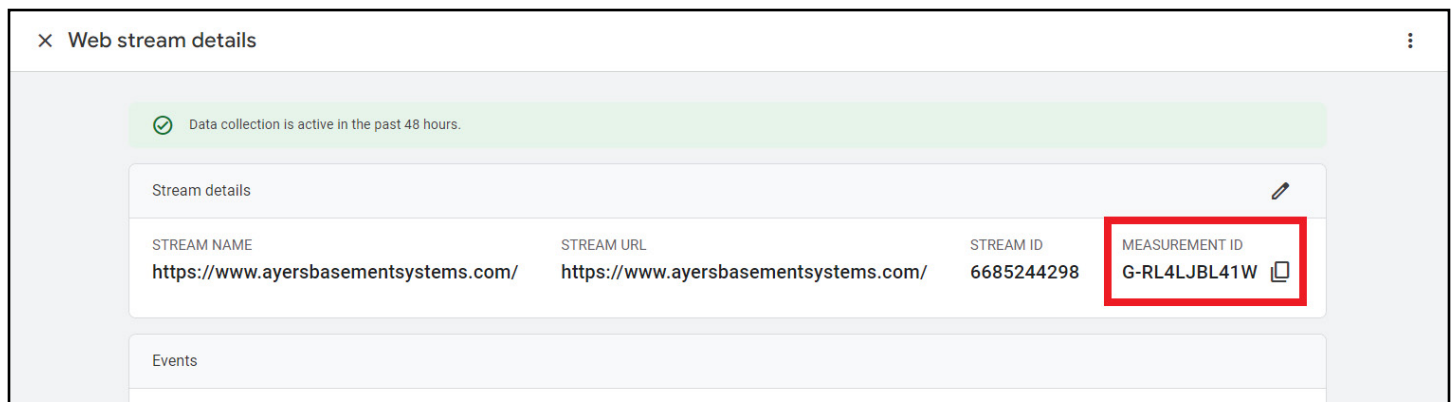 Web stream details
Data collection is active in the past 48 hours.
Stream details
STREAM NAME
https://www.ayersbasementsystems.com/
STREAM URL
https://www.ayersbasementsystems.com/
STREAM ID
6685244298
MEASUREMENT ID
G-RL4LJBL41W
Events